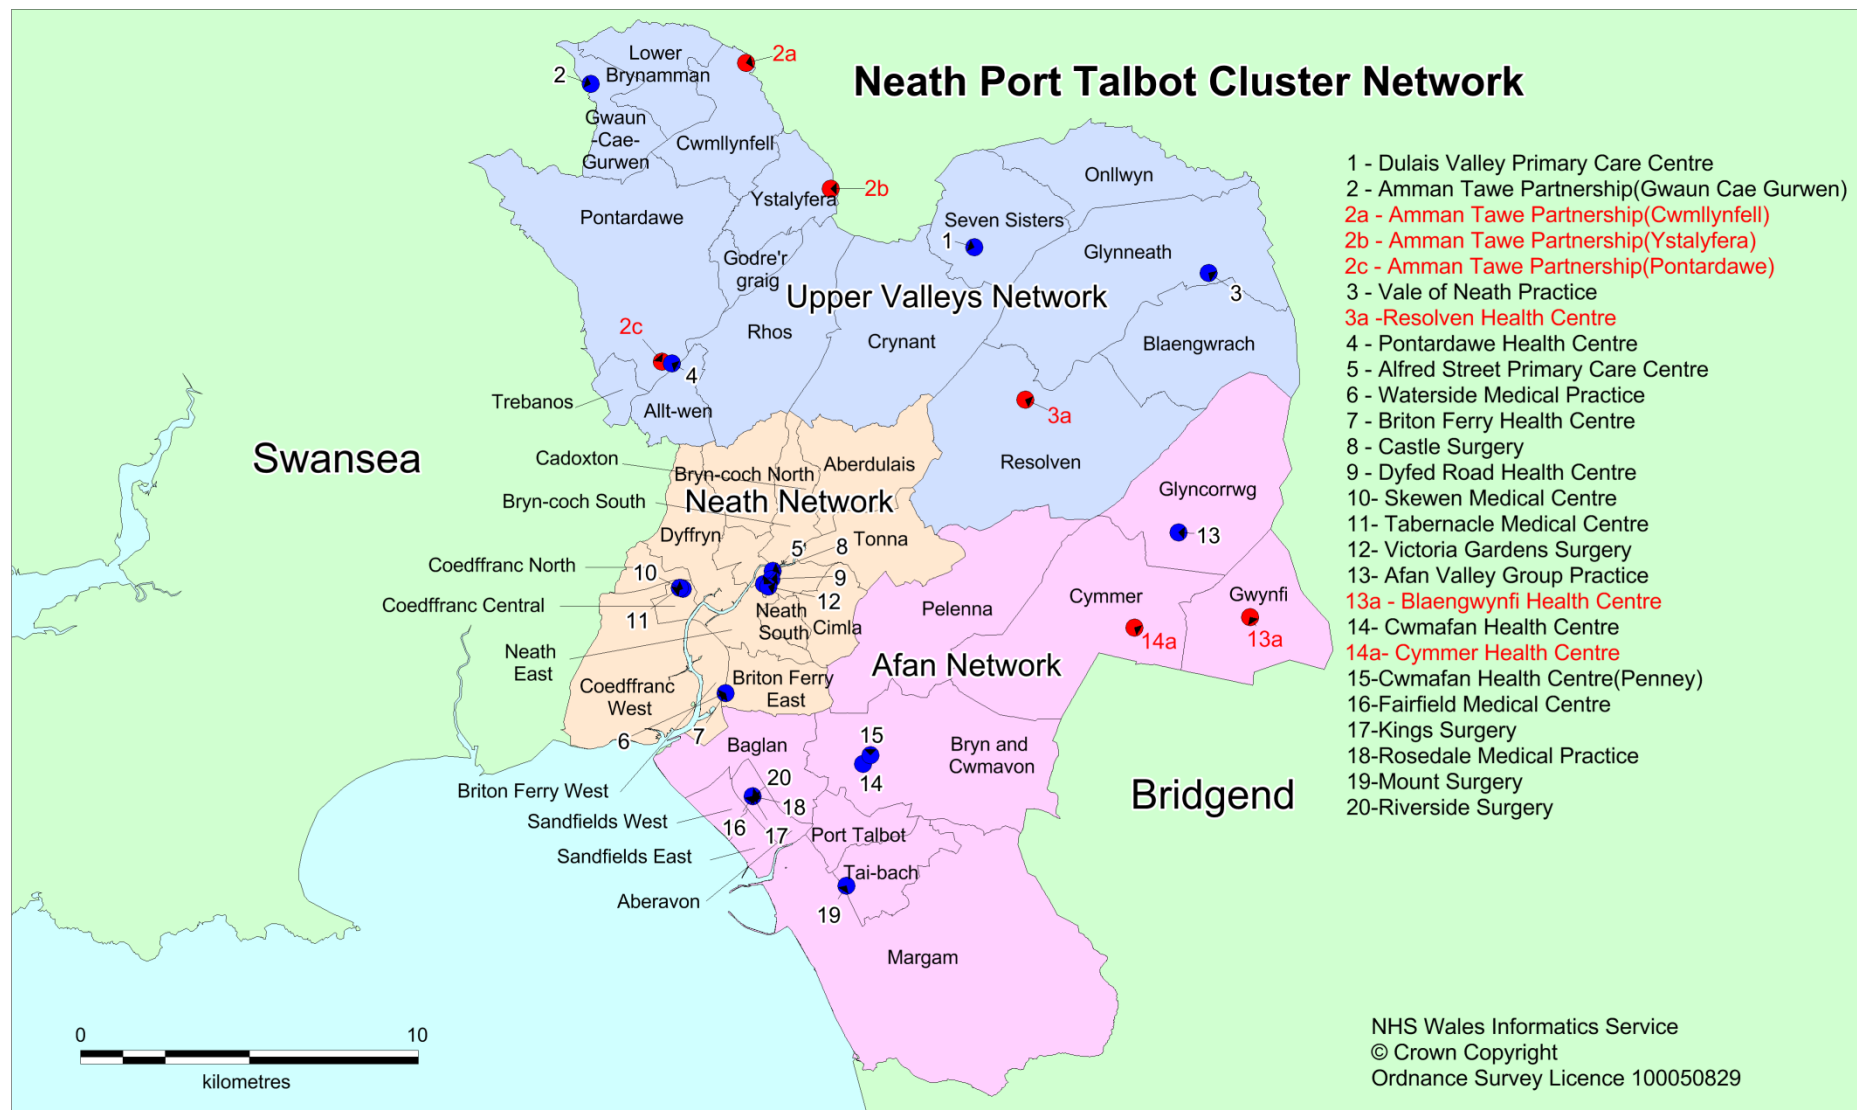 Neath Port Talbot Cluster Network
1 - Dulais Valley Primary Care Centre
2 - Amman Tawe Partnership(Gwaun Cae Gurwen)
2a - Amman Tawe Partnership(Cwmllynfell)
2b - Amman Tawe Partnership(Ystalyfera)
2c - Amman Tawe Partnership(Pontardawe)
3 - Vale of Neath Practice
3a -Resolven Health Centre
4 - Pontardawe Health Centre
5 - Alfred Street Primary Care Centre
6 - Waterside Medical Practice
7 - Briton Ferry Health Centre
8 - Castle Surgery
9 - Dyfed Road Health Centre
10- Skewen Medical Centre
11- Tabernacle Medical Centre
12- Victoria Gardens Surgery
13- Afan Valley Group Practice
13a - Blaengwynfi Health Centre
14- Cwmafan Health Centre
14a- Cymmer Health Centre
15-Cwmafan Health Centre(Penney)
16-Fairfield Medical Centre
17-Kings Surgery
18-Rosedale Medical Practice
19-Mount Surgery
20-Riverside Surgery
Lower
Brynamman
2a
2
Gwaun
-Cae-
Gurwen
Cwmllynfell
2b
Ystalyfera
Pontardawe
Onllwyn
Seven Sisters
1
Glynneath
3
Godre'r
graig
Upper Valleys Network
2c
Rhos
Crynant
Blaengwrach
4
Trebanos
Allt-wen
3a
Resolven
Swansea
Cadoxton
Bryn-coch North
Aberdulais
Bryn-coch South
Neath Network
Dyffryn
Tonna
5
8
9
12
Coedffranc North
10
Coedffranc Central
11
Neath
South
Cimla
Neath
East
Coedffranc
West
Briton Ferry
East
6
7
Briton Ferry West
Glyncorrwg
13
Pelenna
Cymmer
14a
Gwynfi
13a
Afan Network
Baglan
15
14
Bryn and
Cwmavon
Bridgend
20
18
16
17
Sandfields West
Sandfields East
Aberavon
Port Talbot
Tai-bach
19
Margam
0
10
kilometres
NHS Wales Informatics Service
© Crown Copyright
Ordnance Survey Licence 100050829